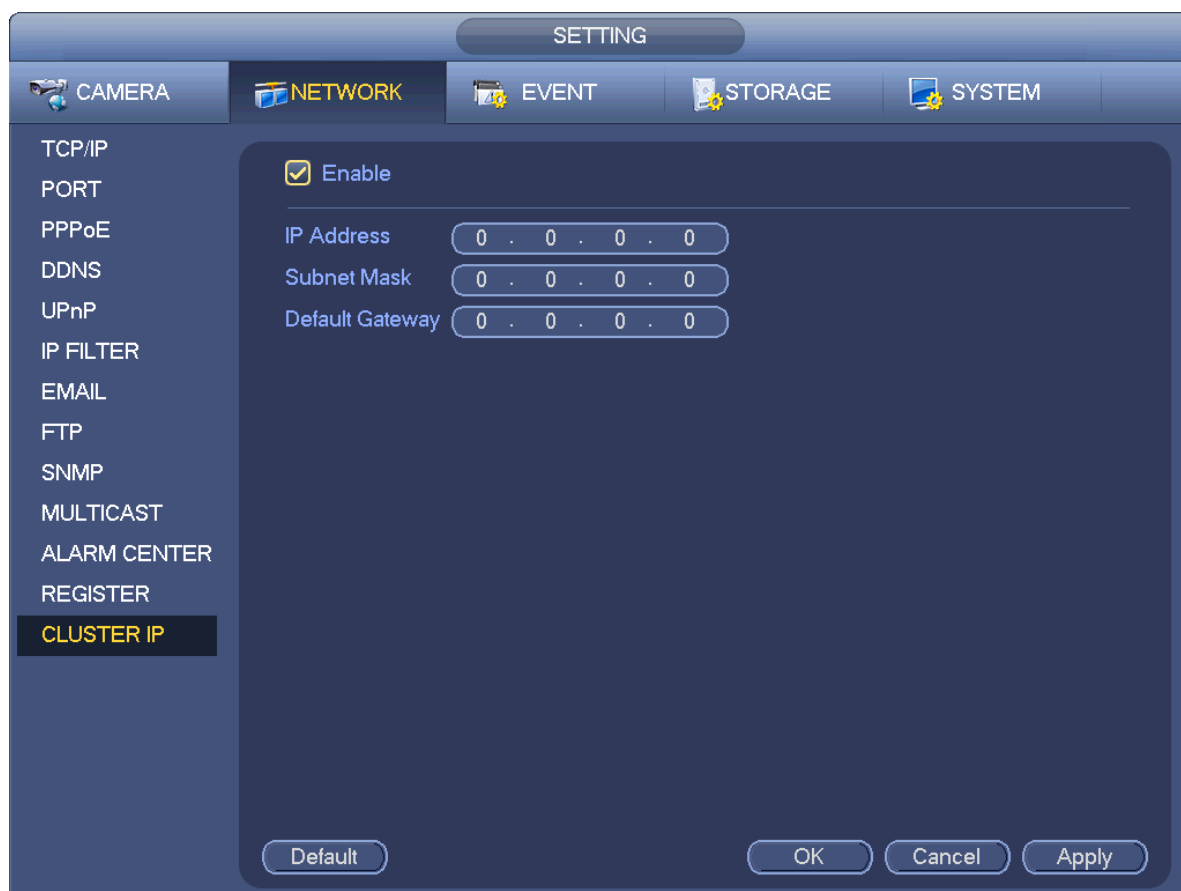 SETTING
CAMERA NETWORK EVENT STORAGE SYSTEM
TCP/IP
PORT
PPPoE
DDNS
UPnP
IP FILTER
EMAIL
FTP
SNMP
MULTICAST
ALARM CENTER
REGISTER
CLUSTER IP
Enable
IP Address 0 . 0 . 0 . 0
Subnet Mask 0 . 0 . 0 . 0
Default Gateway 0 . 0 . 0 . 0
Default OK Cancel Apply